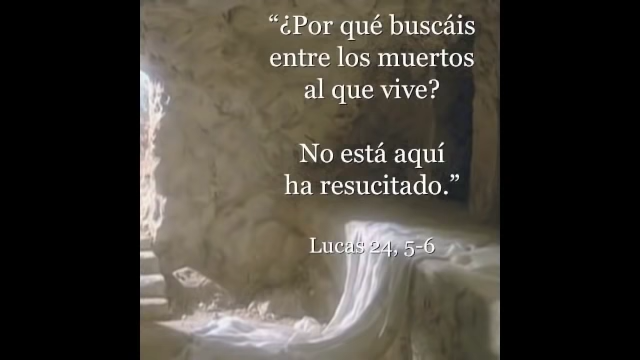 “¿Por qué buscáis
entre los muertos
al que vive?
No está aquí
ha resucitado.”
Lucas 24, 5-6